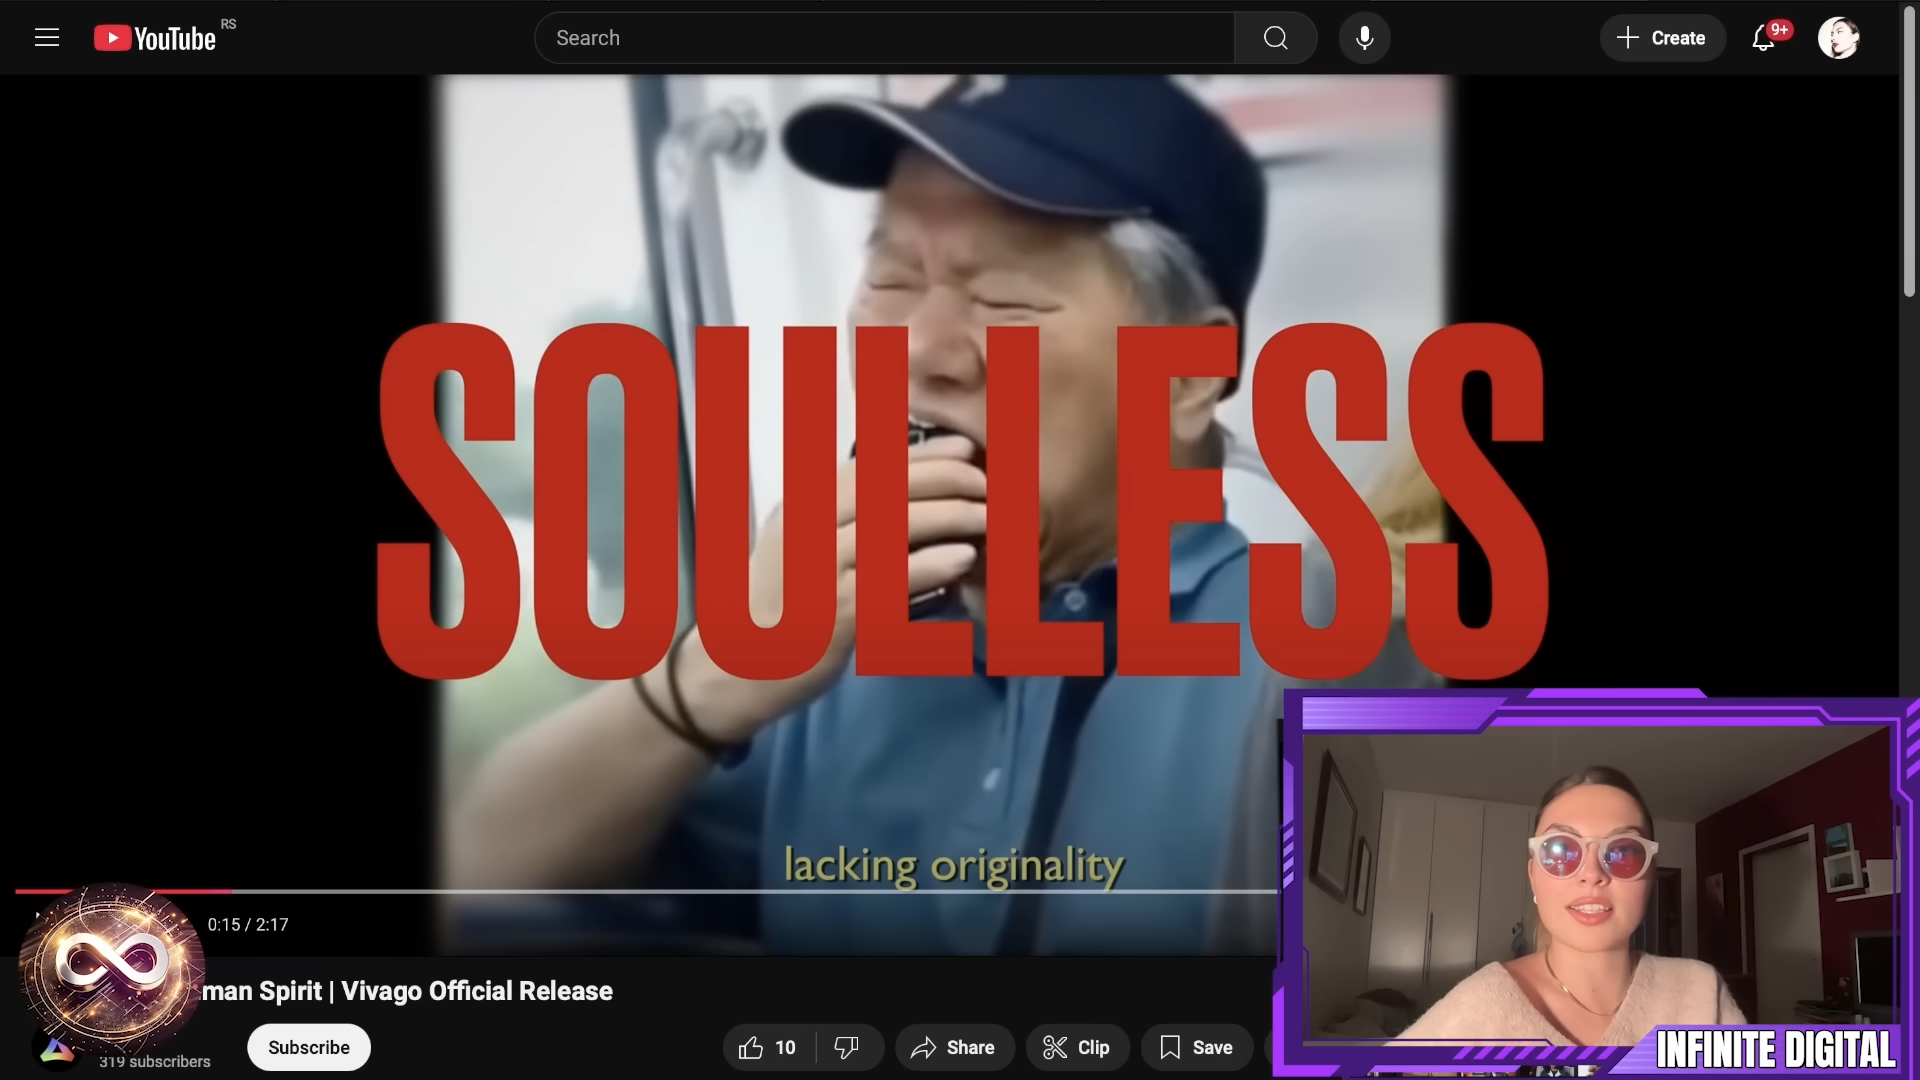 YouTube RS
Search
Create
9+
SOULLESS
lacking originality
0:15 / 2:17
man Spirit | Vivago Official Release
319 subscribers
Subscribe
10
Share
Clip
Save
INFINITE DIGITAL